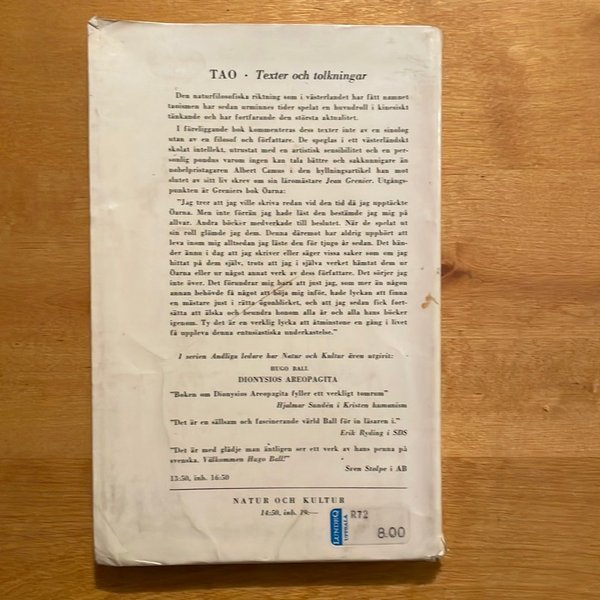 TAO · Texter och tolkningar
Den naturfilosofiska riktning som i västerlandet har fått namnet
taoismen har sedan urminnes tider spelat en huvudroll i kinesiskt
tänkande och har fortfarande den största aktualitet.
I föreliggande bok kommenteras dess texter inte av en sinolog
utan av en filosof och författare. De speglas i ett västerländskt
skolat intellekt, utrustat med en artistisk sensibilitet och en per-
sonlig pondus varom ingen kan tala bättre och sakkunnigare än
nobelpristagaren Albert Camus i den hyllningsartikel han mot
slutet av sitt liv skrev om sin läromästare Jean Grenier. Utgångs-
punkten är Greniers bok Öarna:
"Jag tror att jag ville skriva redan vid den tid då jag upptäckte
Öarna. Men inte förrän jag hade läst den bestämde jag mig på
allvar. Andra böcker medverkade till beslutet. När de spelat ut
sin roll glömde jag dem. Denna däremot har aldrig upphört att
leva inom mig alltsedan jag läste den för tjugo år sedan. Det hän-
der ännu i dag att jag skriver eller säger vissa saker som om jag
hittat på dem själv, trots att jag i själva verket hämtat dem ur
Öarna eller ur något annat verk av dess författare. Det sörjer jag
inte över. Det förundrar mig bara att just jag, som mer än någon
annan behövde få något att böja mig inför, hade lyckan att finna
en mästare just i rätta ögonblicket, och att jag sedan fick fort-
sätta att älska och beundra honom alla år och alla hans böcker
igenom. Ty det är en verklig lycka att åtminstone en gång i livet
få uppleva denna entusiastiska underkastelse."
I serien Andliga ledare har Natur och Kultur även utgivit:
HUGO BALL
DIONYSIOS AREOPAGITA
"Boken om Dionysios Areopagita fyller ett verkligt tomrum"
Hjalmar Sundén i Kristen humanism
"Det är en sällsam och fascinerande värld Ball för in läsaren i."
Erik Ryding i SDS
"Det är med glädje man äntligen ser ett verk av hans penna på
svenska. Välkommen Hugo Ball!"
Sven Stolpe i AB
13:50, inb. 16:50
NATUR OCH KULTUR
14:50, inb. 19:—
LUNDEQ
UPPSALA
R72
8.00